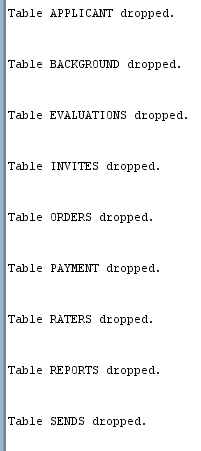 Table APPLICANT dropped.
Table BACKGROUND dropped.
Table EVALUATIONS dropped.
Table INVITES dropped.
Table ORDERS dropped.
Table PAYMENT dropped.
Table RATERS dropped.
Table REPORTS dropped.
Table SENDS dropped.